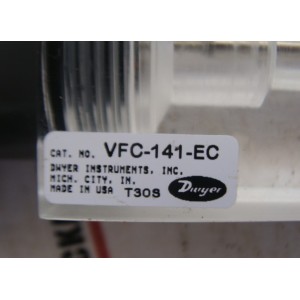 CAT. NO. VFC-141-EC
DWYER INSTRUMENTS, INC.
MICH. CITY, IN.
MADE IN USA T30S
Dwyer